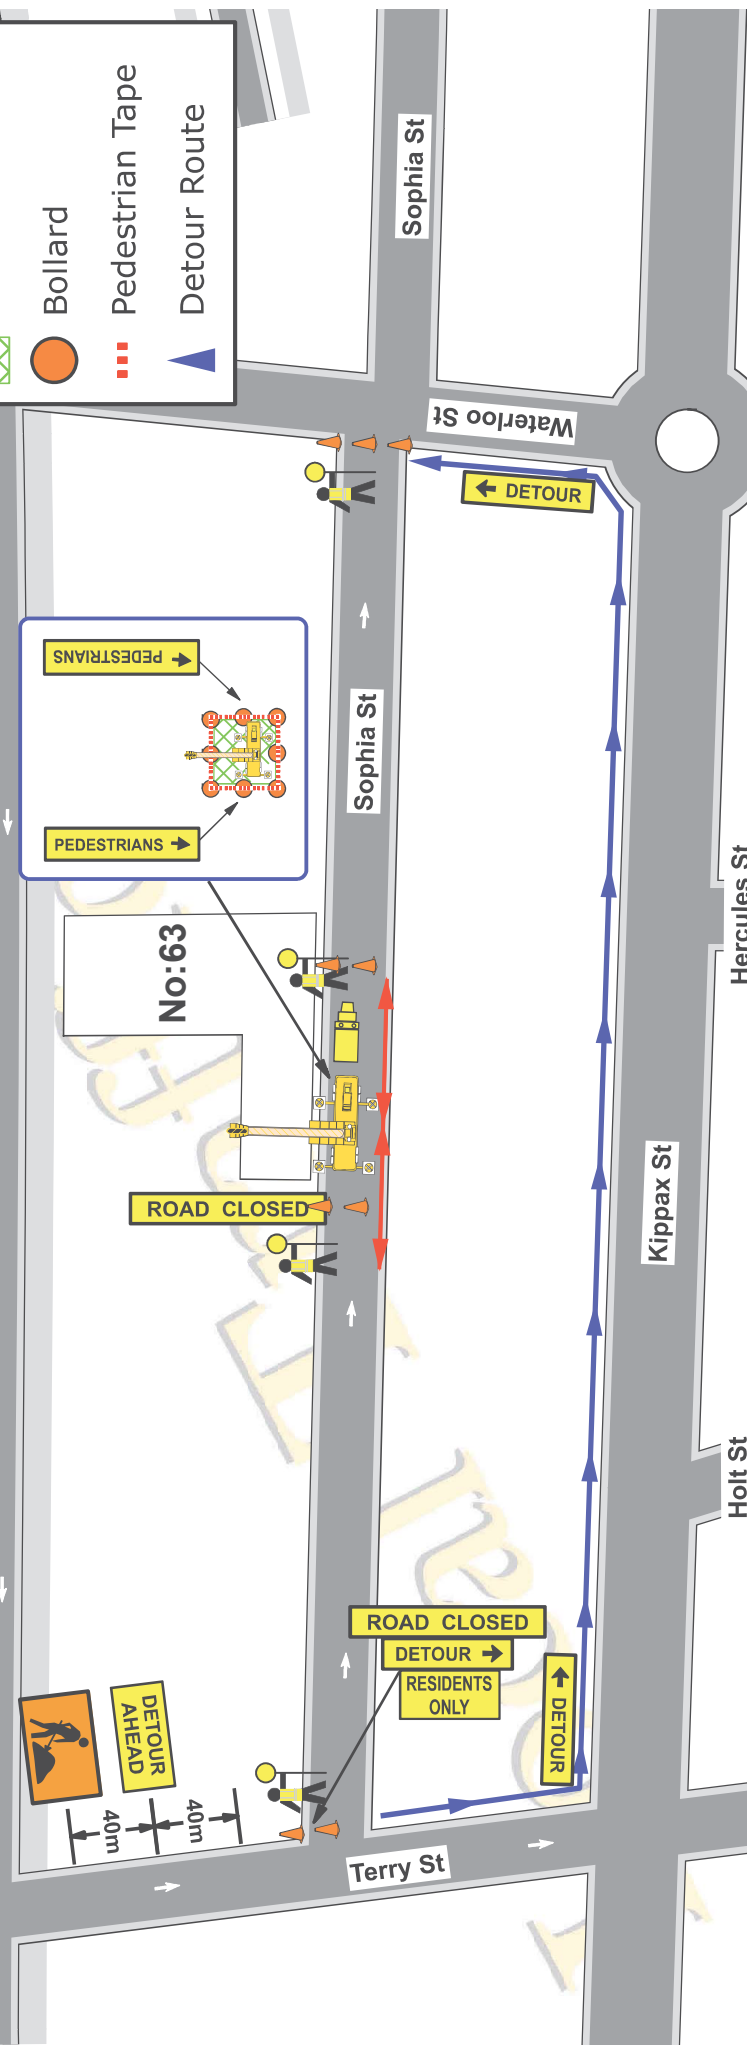 Bollard
Pedestrian Tape
Detour Route
Sophia St
Waterloo St
DETOUR
PEDESTRIANS
PEDESTRIANS
Sophia St
No:63
Hercules St
ROAD CLOSED
Kippax St
Holt St
ROAD CLOSED
DETOUR
RESIDENTS
ONLY
DETOUR
DETOUR
AHEAD
40m
40m
Terry St